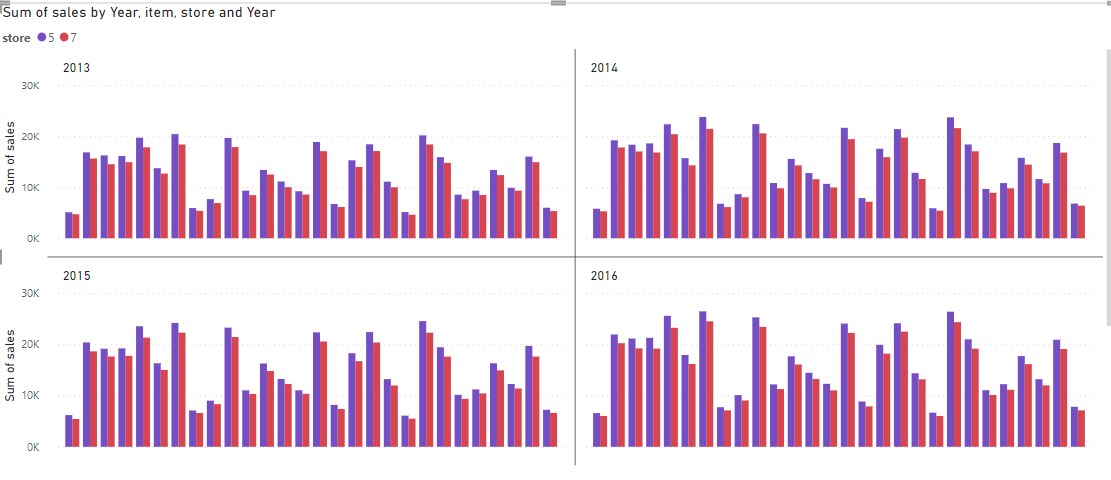 Sum of sales by Year, item, store and Year
store 5 7
2013 2014
30K
20K
10K
0K
Sum of sales
2015 2016
30K
20K
10K
0K
Sum of sales